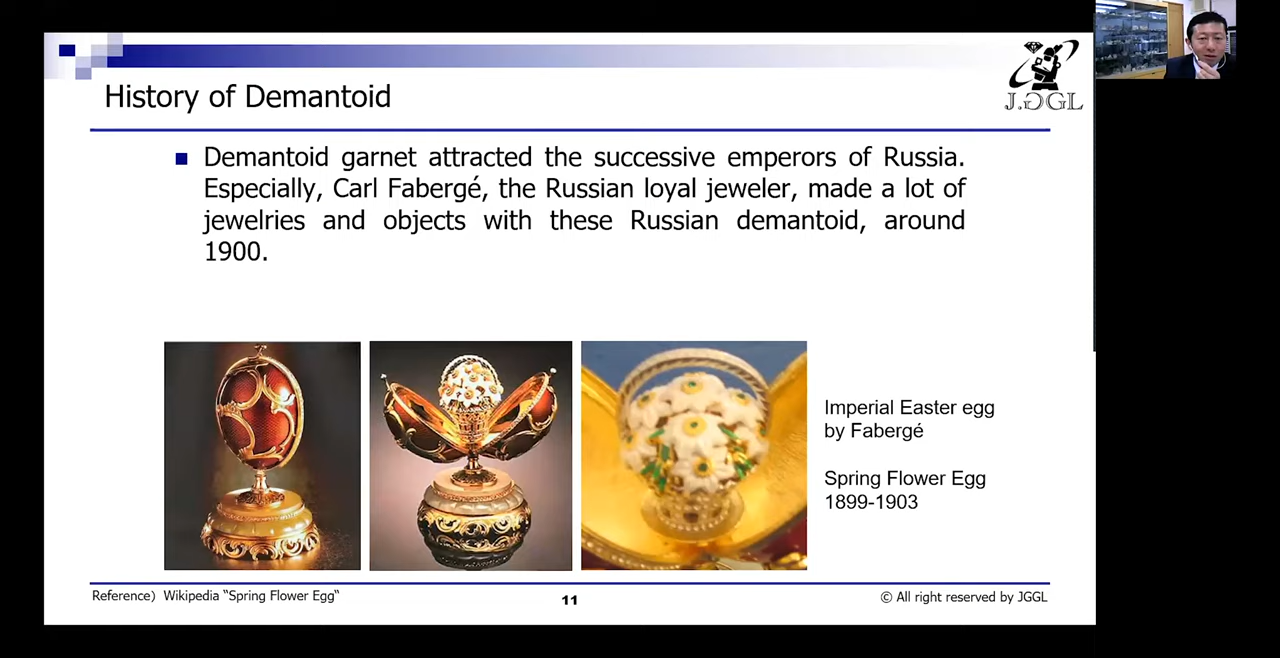 History of Demantoid
J.GGL
■ Demantoid garnet attracted the successive emperors of Russia.
Especially, Carl Fabergé, the Russian loyal jeweler, made a lot of
jewelries and objects with these Russian demantoid, around
1900.
Imperial Easter egg
by Fabergé
Spring Flower Egg
1899-1903
Reference) Wikipedia "Spring Flower Egg"
11
© All right reserved by JGGL